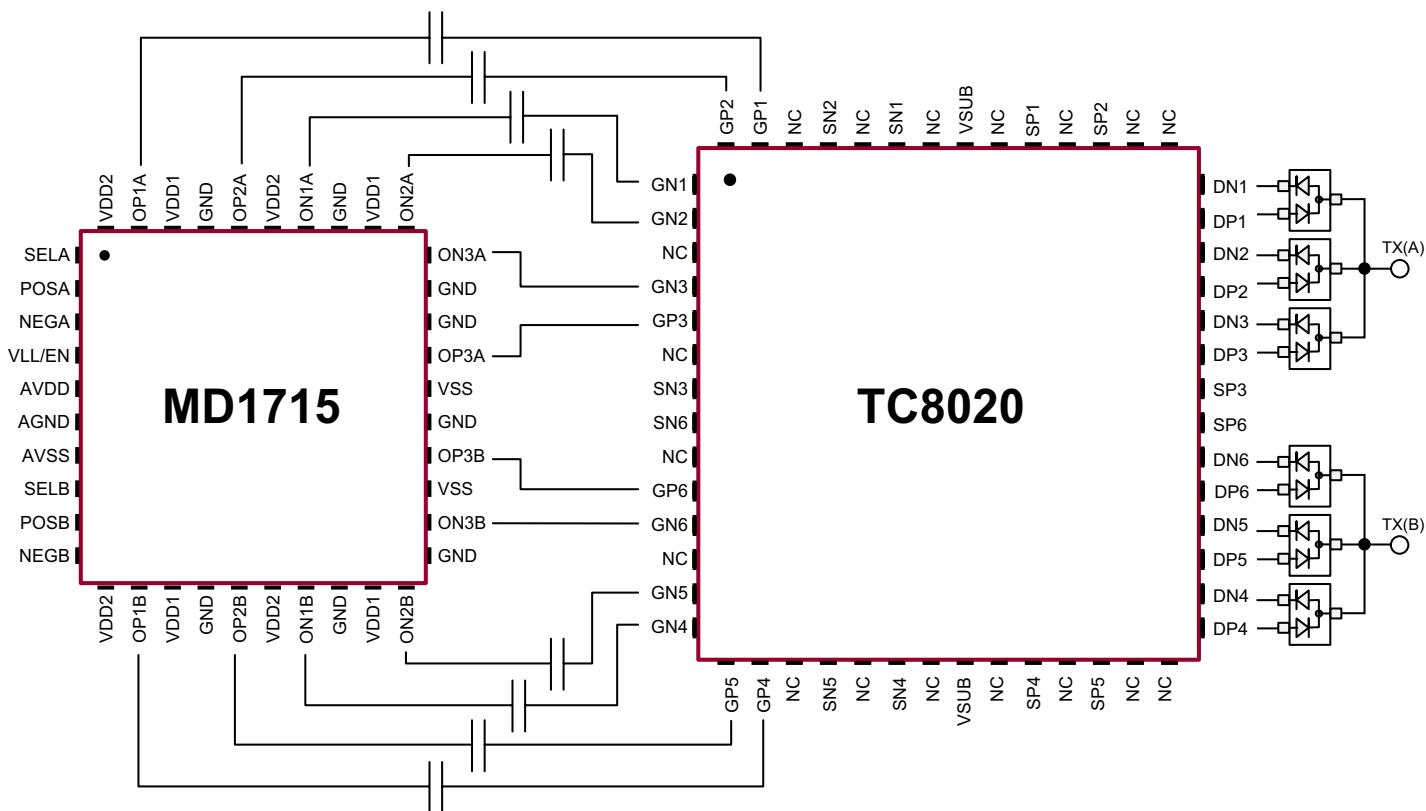 VDD2
OP1A
VDD1
GND
OP2A
VDD2
ON1A
GND
VDD1
ON2A
SELA
POSA
NEGA
VLL/EN
AVDD
AGND
AVSS
SELB
POSB
NEGB
MD1715
ON3A
GND
GND
OP3A
VSS
GND
OP3B
VSS
ON3B
GND
VDD2
OP1B
VDD1
GND
OP2B
VDD2
ON1B
GND
VDD1
ON2B
GP2
GP1
NC
SN2
NC
SN1
NC
VSUB
NC
SP1
NC
SP2
NC
NC
GN1
GN2
NC
GN3
GP3
NC
SN3
SN6
NC
GP6
GN6
NC
GN5
GN4
TC8020
DN1
DP1
DN2
DP2
DN3
DP3
SP3
SP6
DN6
DP6
DN5
DP5
DN4
DP4
GP5
GP4
NC
SN5
NC
SN4
NC
VSUB
NC
SP4
NC
SP5
NC
NC
TX(A)
TX(B)